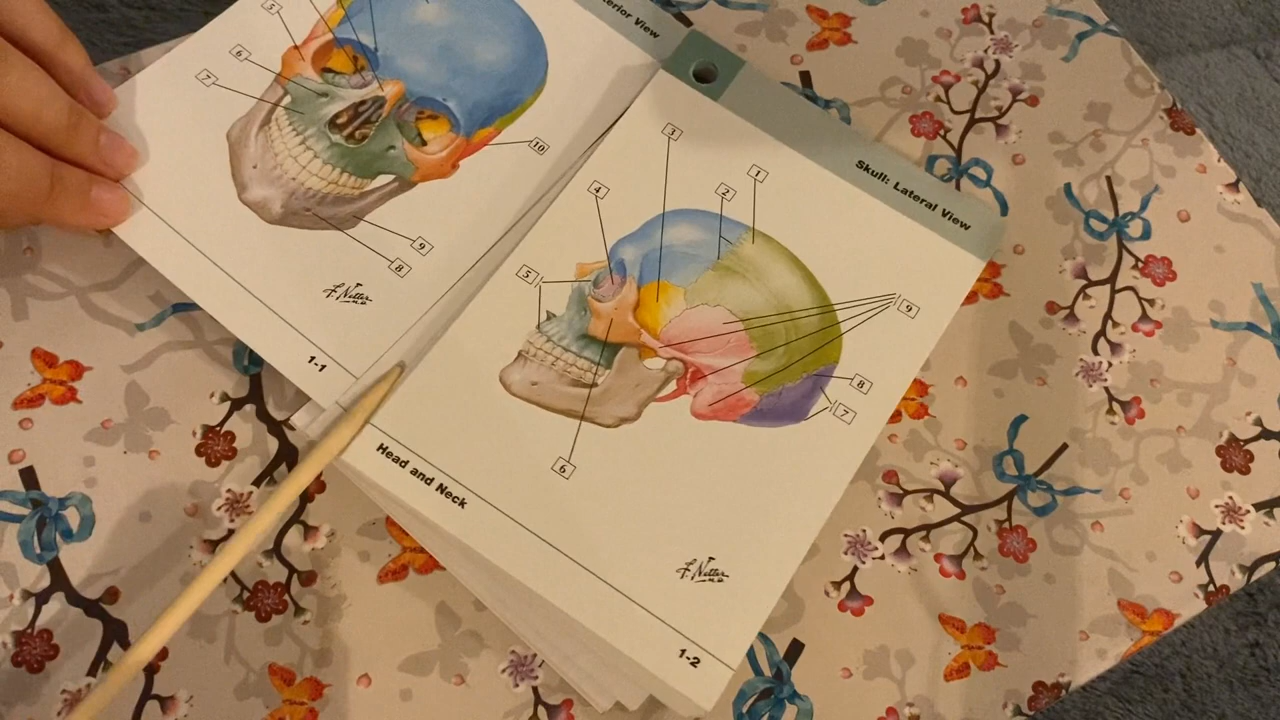 terior View
5
6
7
10
9
8
F. Netter
M.D.
1-1
Skull: Lateral View
3
1
2
4
5
9
8
7
6
Head and Neck
F. Netter
M.D.
1-2